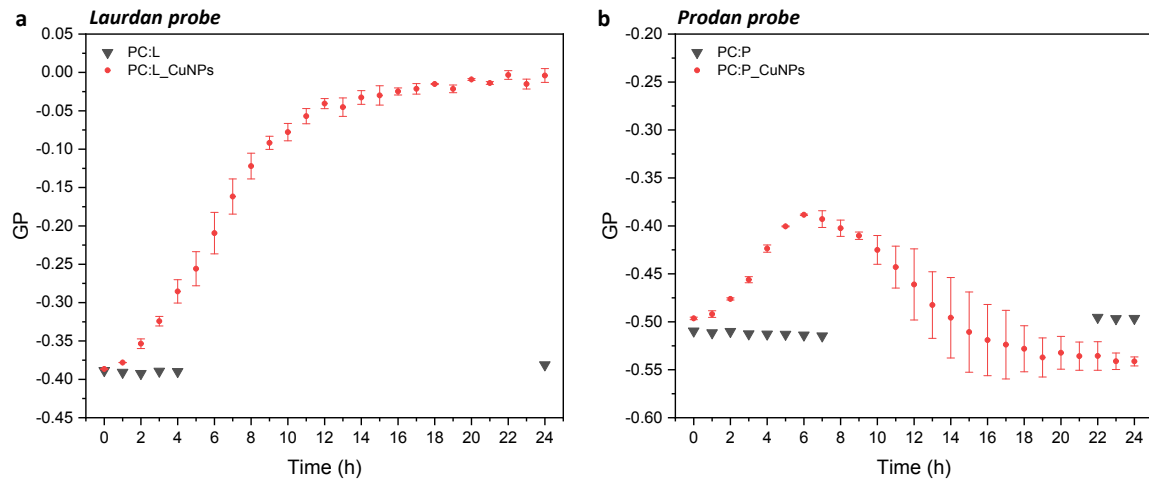 a Laurdan probe
0.05
0.00
-0.05
-0.10
-0.15
-0.20
-0.25
-0.30
-0.35
-0.40
-0.45
GP
PC:L
PC:L_CuNPs
0 2 4 6 8 10 12 14 16 18 20 22 24
Time (h)
b Prodan probe
-0.20
-0.25
-0.30
-0.35
-0.40
-0.45
-0.50
-0.55
-0.60
GP
PC:P
PC:P_CuNPs
0 2 4 6 8 10 12 14 16 18 20 22 24
Time (h)